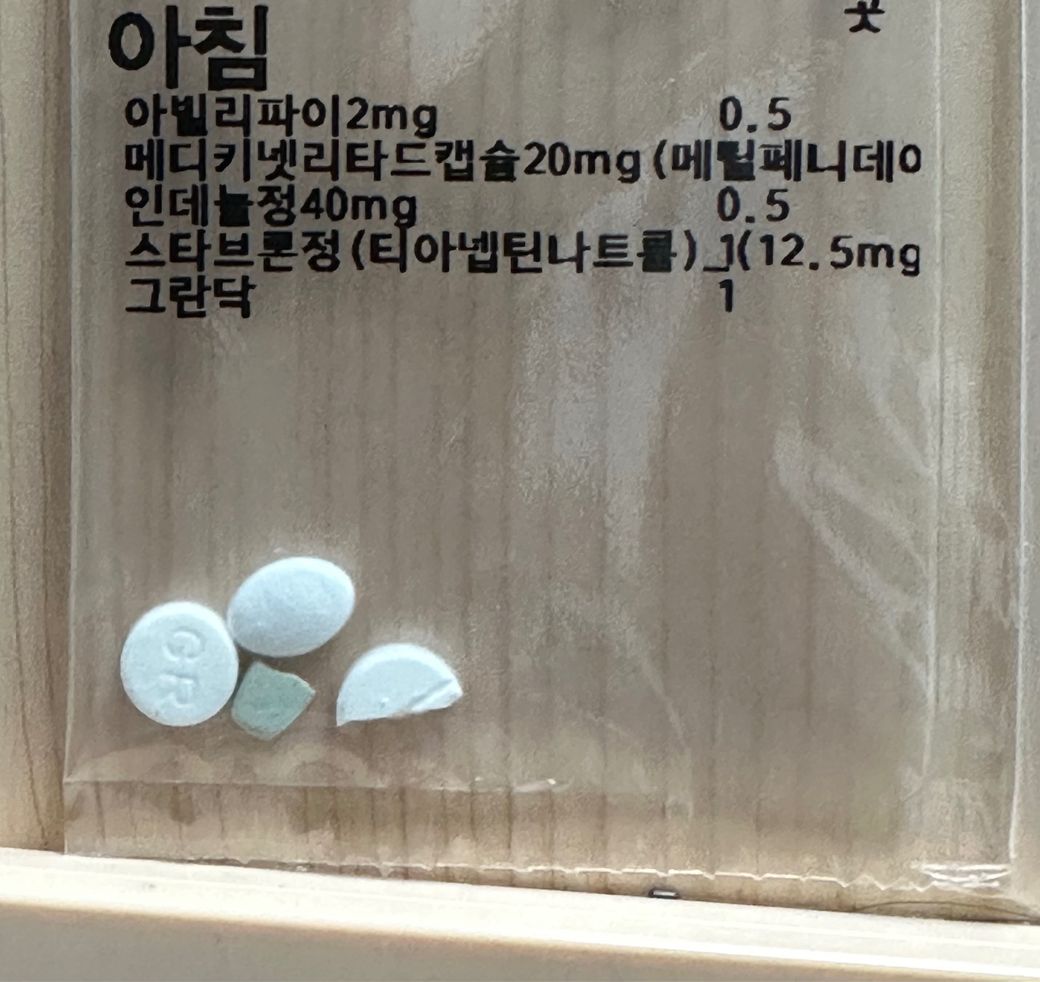 곳
아침
아빌리파이2mg 0.5
메디키넷리타드캡슐20mg (메틸페니데
인데놀정40mg 0.5
스타브론정 (티아넵틴나트륨)_1(12.5mg
그란닥 1
GR